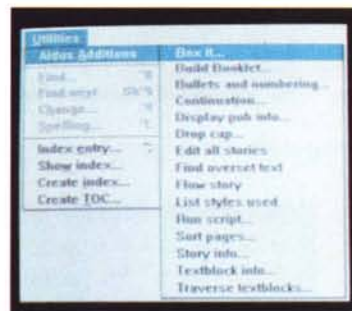 Utilities
Aldus Additions
Find...
Find next
Change...
Spelling...
Index entry...
Show index...
Create index...
Create TOC...
Box it...
Build Booklet...
Bullets and numbering...
Continuation...
Display pub info...
Drop cap...
Edit all stories
Find overset text
Flow story
List styles used
Run script...
Sort pages...
Story info...
Textblock info...
Traverse textblocks...